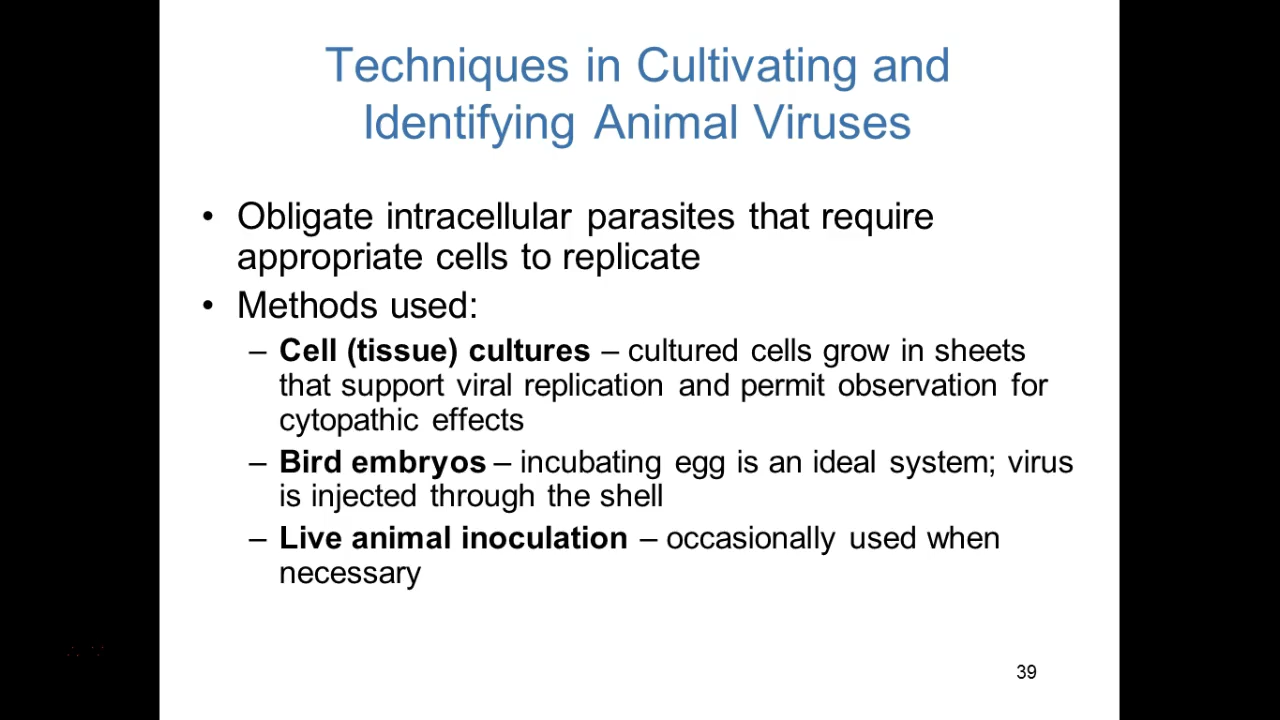 Techniques in Cultivating and
Identifying Animal Viruses
• Obligate intracellular parasites that require
appropriate cells to replicate
• Methods used:
– Cell (tissue) cultures – cultured cells grow in sheets
that support viral replication and permit observation for
cytopathic effects
– Bird embryos – incubating egg is an ideal system; virus
is injected through the shell
– Live animal inoculation – occasionally used when
necessary
39